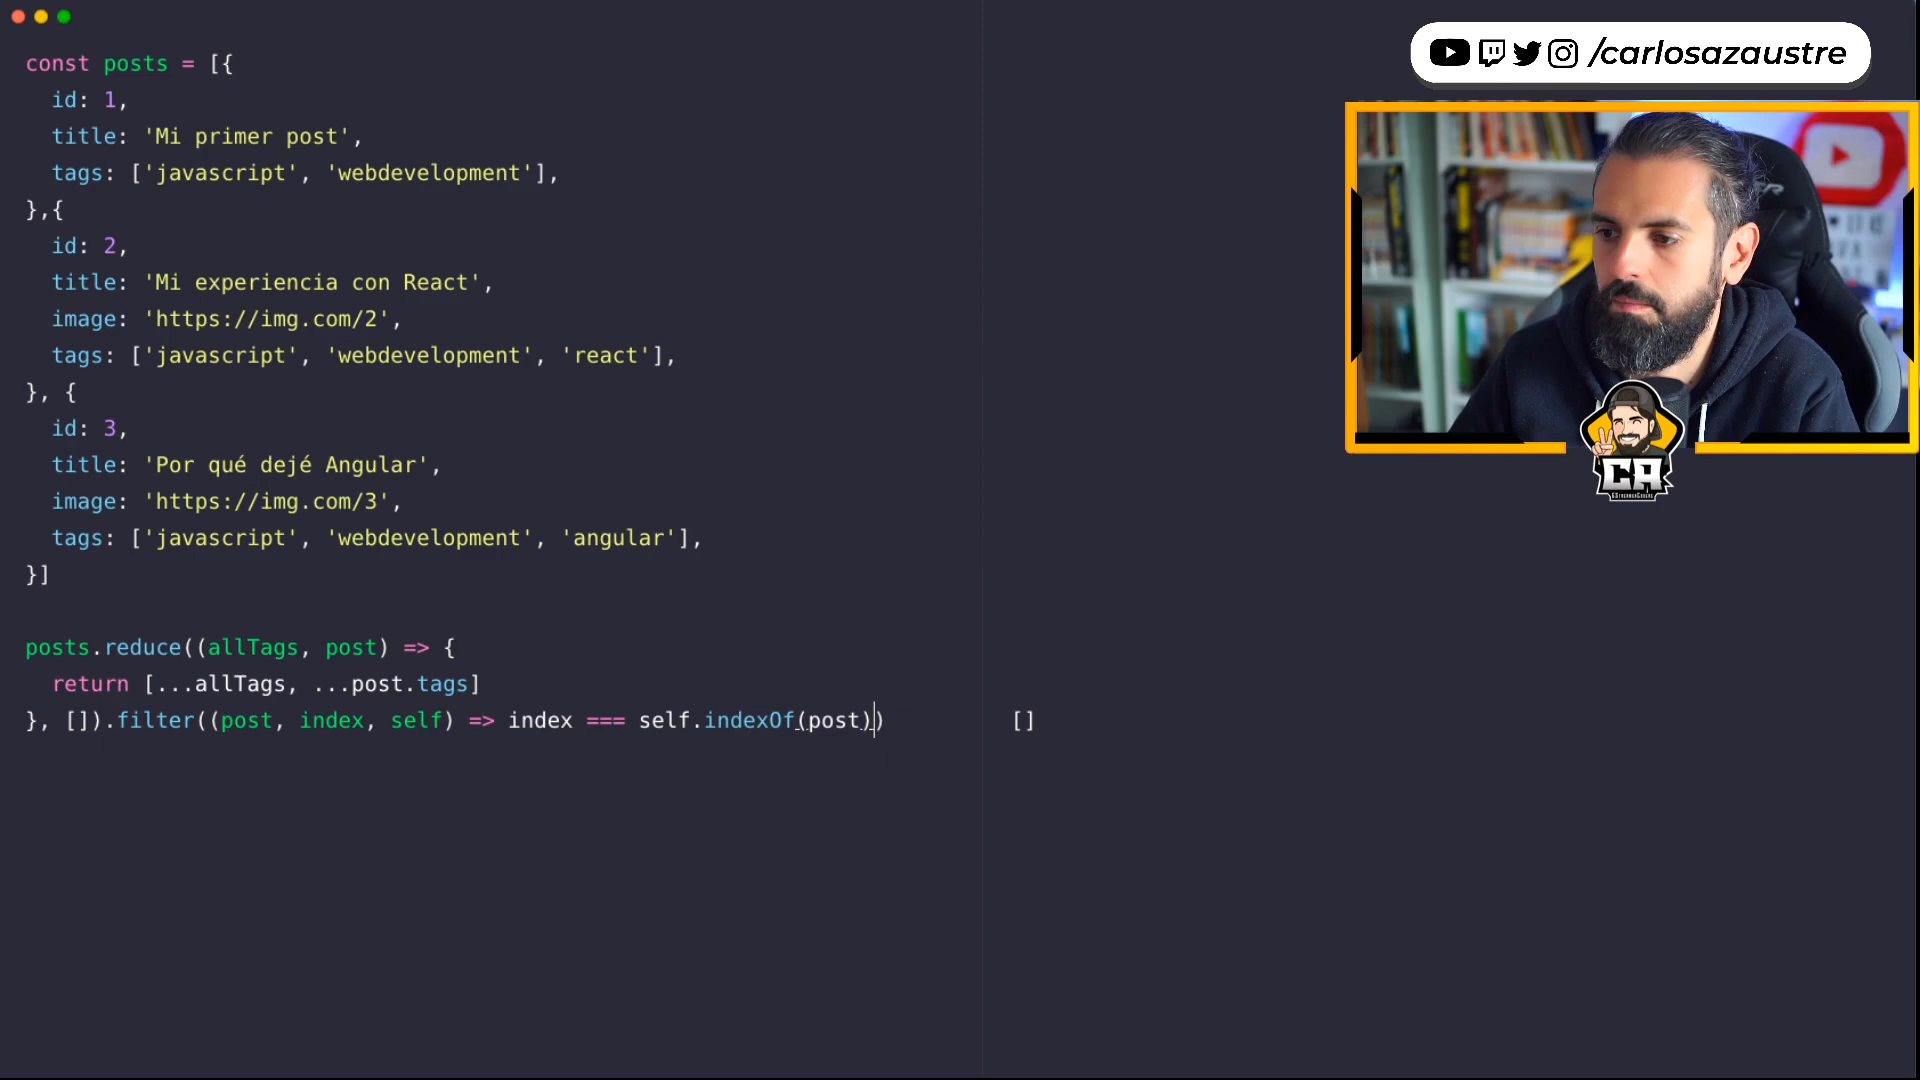 const posts = [{
  id: 1,
  title: 'Mi primer post',
  tags: ['javascript', 'webdevelopment'],
},{
  id: 2,
  title: 'Mi experiencia con React',
  image: 'https://img.com/2',
  tags: ['javascript', 'webdevelopment', 'react'],
}, {
  id: 3,
  title: 'Por qué dejé Angular',
  image: 'https://img.com/3',
  tags: ['javascript', 'webdevelopment', 'angular'],
}]
posts.reduce((allTags, post) => {
  return [...allTags, ...post.tags]
}, []).filter((post, index, self) => index === self.indexOf(post))
[]
/carlosazaustre
CA